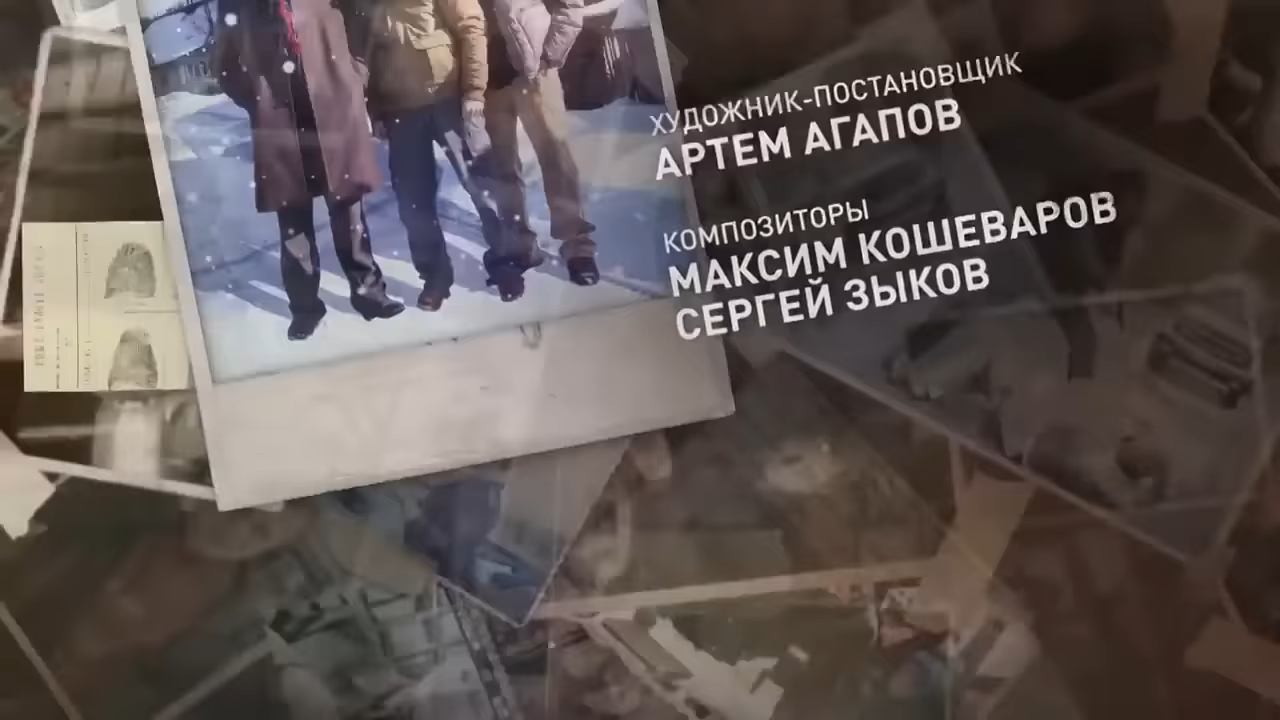 ХУДОЖНИК-ПОСТАНОВЩИК
АРТЕМ АГАПОВ
КОМПОЗИТОРЫ
МАКСИМ КОШЕВАРОВ
СЕРГЕЙ ЗЫКОВ